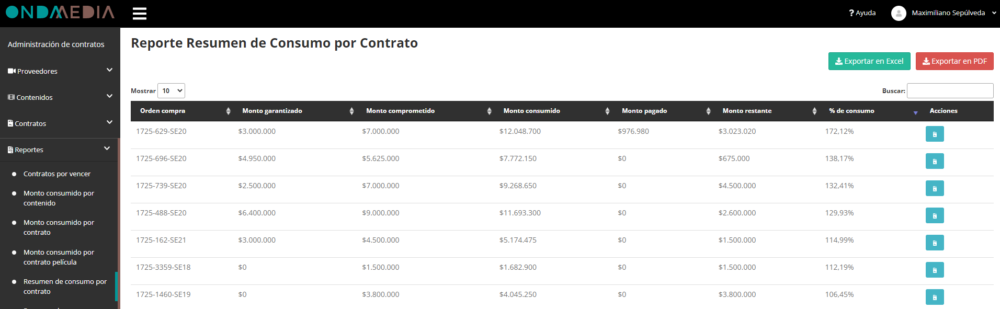 ONDAMEDIA
Ayuda
Maximiliano Sepúlveda
Administración de contratos
Proveedores
Contenidos
Contratos
Reportes
Contratos por vencer
Monto consumido por
contenido
Monto consumido por
contrato
Monto consumido por
contrato película
Resumen de consumo por
contrato
Reporte Resumen de Consumo por Contrato
Exportar en Excel
Exportar en PDF
Mostrar 10
Buscar:
Orden compra Monto garantizado Monto comprometido Monto consumido Monto pagado Monto restante % de consumo Acciones
1725-629-SE20 $3.000.000 $7.000.000 $12.048.700 $976.980 $3.023.020 172,12%
1725-696-SE20 $4.950.000 $5.625.000 $7.772.150 $0 $675.000 138,17%
1725-739-SE20 $2.500.000 $7.000.000 $9.268.650 $0 $4.500.000 132,41%
1725-488-SE20 $6.400.000 $9.000.000 $11.693.300 $0 $2.600.000 129,93%
1725-162-SE21 $3.000.000 $4.500.000 $5.174.475 $0 $1.500.000 114,99%
1725-3359-SE18 $0 $1.500.000 $1.682.900 $0 $1.500.000 112,19%
1725-1460-SE19 $0 $3.800.000 $4.045.250 $0 $3.800.000 106,45%